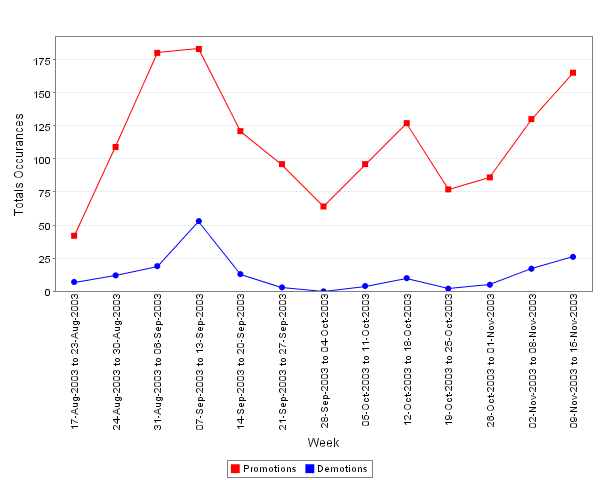 Totals Occurances
175
150
125
100
75
50
25
0
17-Aug-2003 to 23-Aug-2003
24-Aug-2003 to 30-Aug-2003
31-Aug-2003 to 06-Sep-2003
07-Sep-2003 to 13-Sep-2003
14-Sep-2003 to 20-Sep-2003
21-Sep-2003 to 27-Sep-2003
28-Sep-2003 to 04-Oct-2003
05-Oct-2003 to 11-Oct-2003
12-Oct-2003 to 18-Oct-2003
19-Oct-2003 to 25-Oct-2003
26-Oct-2003 to 01-Nov-2003
02-Nov-2003 to 08-Nov-2003
09-Nov-2003 to 15-Nov-2003
Week
Promotions Demotions